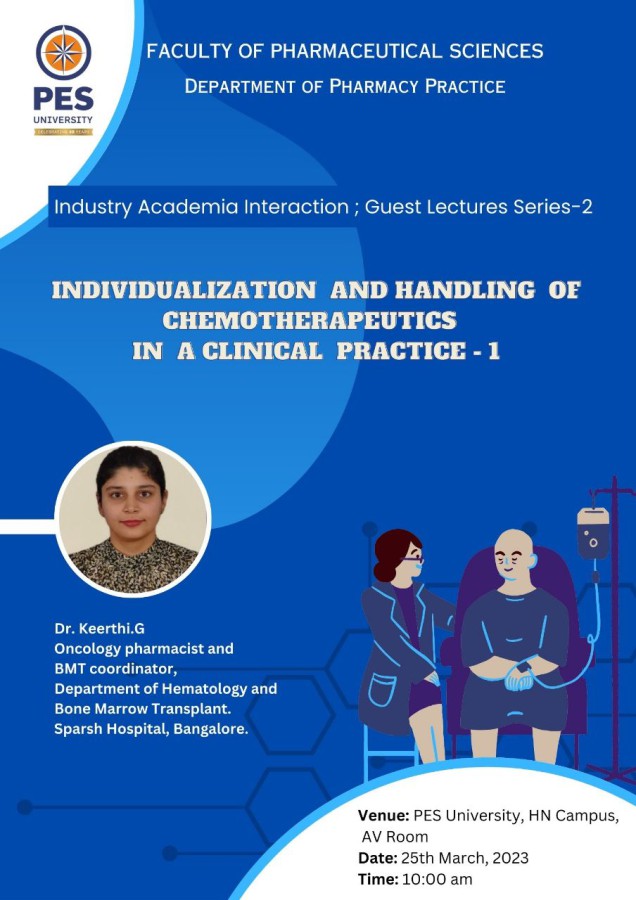 PES
UNIVERSITY
FACULTY OF PHARMACEUTICAL SCIENCES
DEPARTMENT OF PHARMACY PRACTICE
Industry Academia Interaction ; Guest Lectures Series-2
INDIVIDUALIZATION AND HANDLING OF
CHEMOTHERAPEUTICS
IN A CLINICAL PRACTICE - 1
Dr. Keerthi.G
Oncology pharmacist and
BMT coordinator,
Department of Hematology and
Bone Marrow Transplant.
Sparsh Hospital, Bangalore.
Venue: PES University, HN Campus,
AV Room
Date: 25th March, 2023
Time: 10:00 am